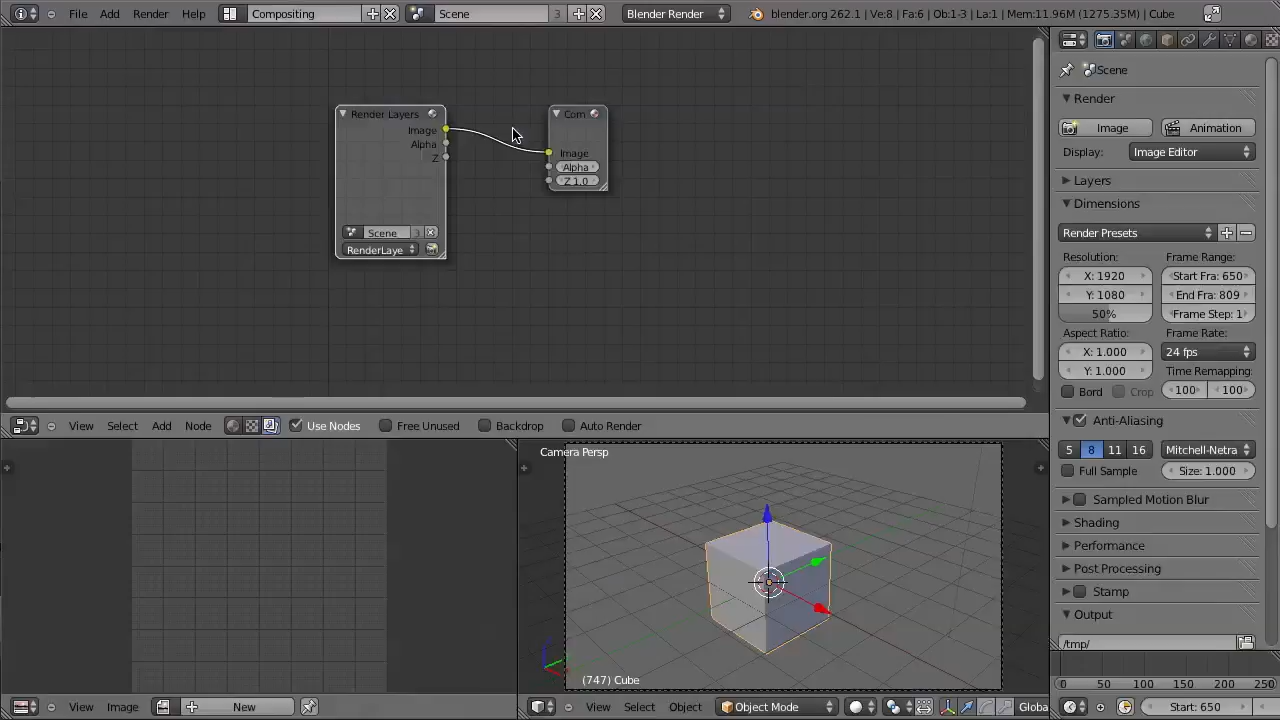 File Add Render Help Compositing Scene 3 Blender Render blender.org 262.1 | Ve:8 | Fa:6 | Ob:1-3 | La:1 | Mem:11.96M (1275.35M) | Cube
Render Layers
Image
Alpha
Z
Scene 3
RenderLaye
Com
Image
Alpha
Z 1.0
View Select Add Node Use Nodes Free Unused Backdrop Auto Render
View Image New
Camera Persp
(747) Cube
View Select Object Object Mode Globa
Scene
Render
Image Animation
Display: Image Editor
Layers
Dimensions
Render Presets
Resolution: Frame Range:
X: 1920 Start Fra: 650
Y: 1080 End Fra: 809
50% Frame Step: 1
Aspect Ratio: Frame Rate:
X: 1.000 24 fps
Y: 1.000 Time Remapping:
Bord Crop 100 100
Anti-Aliasing
5 8 11 16 Mitchell-Netra
Full Sample Size: 1.000
Sampled Motion Blur
Shading
Performance
Post Processing
Stamp
Output
/tmp/
0 50 100 150 200 250
Start: 650